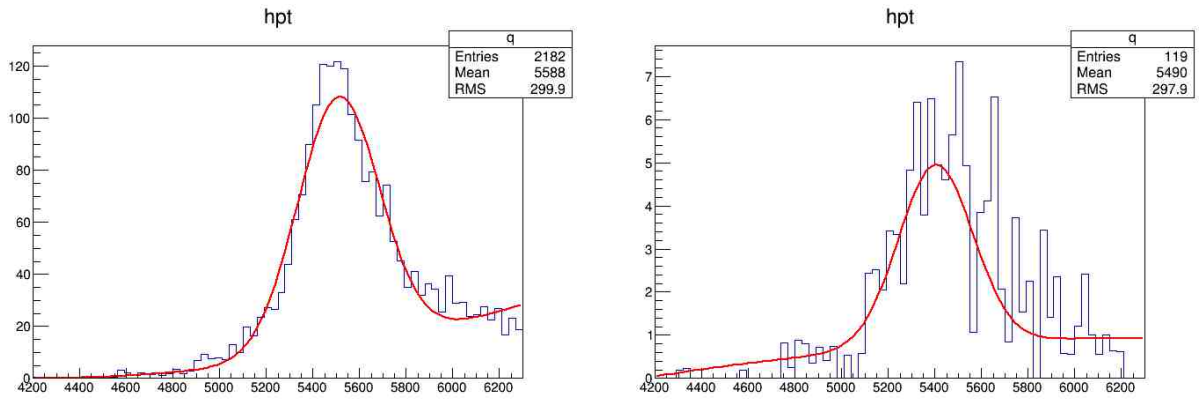 hpt
q
Entries 2182
Mean 5588
RMS 299.9
120
100
80
60
40
20
0
4200 4400 4600 4800 5000 5200 5400 5600 5800 6000 6200
hpt
q
Entries 119
Mean 5490
RMS 297.9
7
6
5
4
3
2
1
0
4200 4400 4600 4800 5000 5200 5400 5600 5800 6000 6200